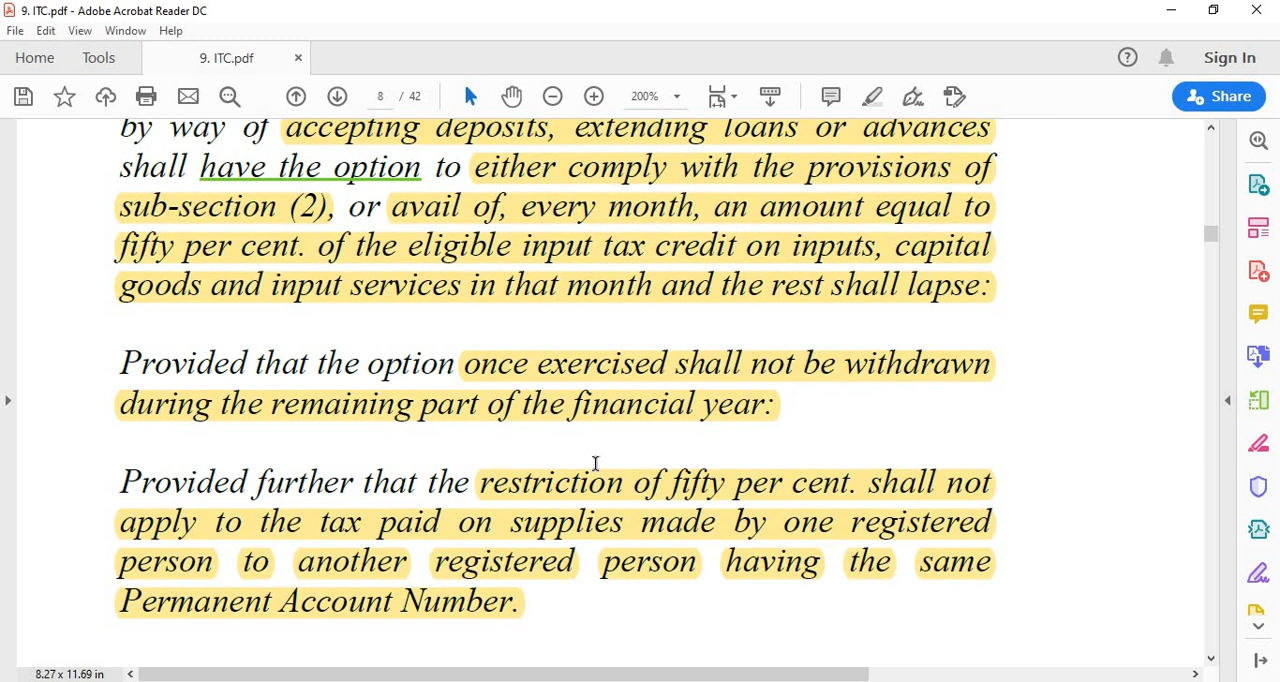 9. ITC.pdf - Adobe Acrobat Reader DC
File Edit View Window Help
Home Tools 9. ITC.pdf Sign In
8 / 42 200% Share
by way of accepting deposits, extending loans or advances
shall have the option to either comply with the provisions of
sub-section (2), or avail of, every month, an amount equal to
fifty per cent. of the eligible input tax credit on inputs, capital
goods and input services in that month and the rest shall lapse:
Provided that the option once exercised shall not be withdrawn
during the remaining part of the financial year:
Provided further that the restriction of fifty per cent. shall not
apply to the tax paid on supplies made by one registered
person to another registered person having the same
Permanent Account Number.
8.27 x 11.69 in